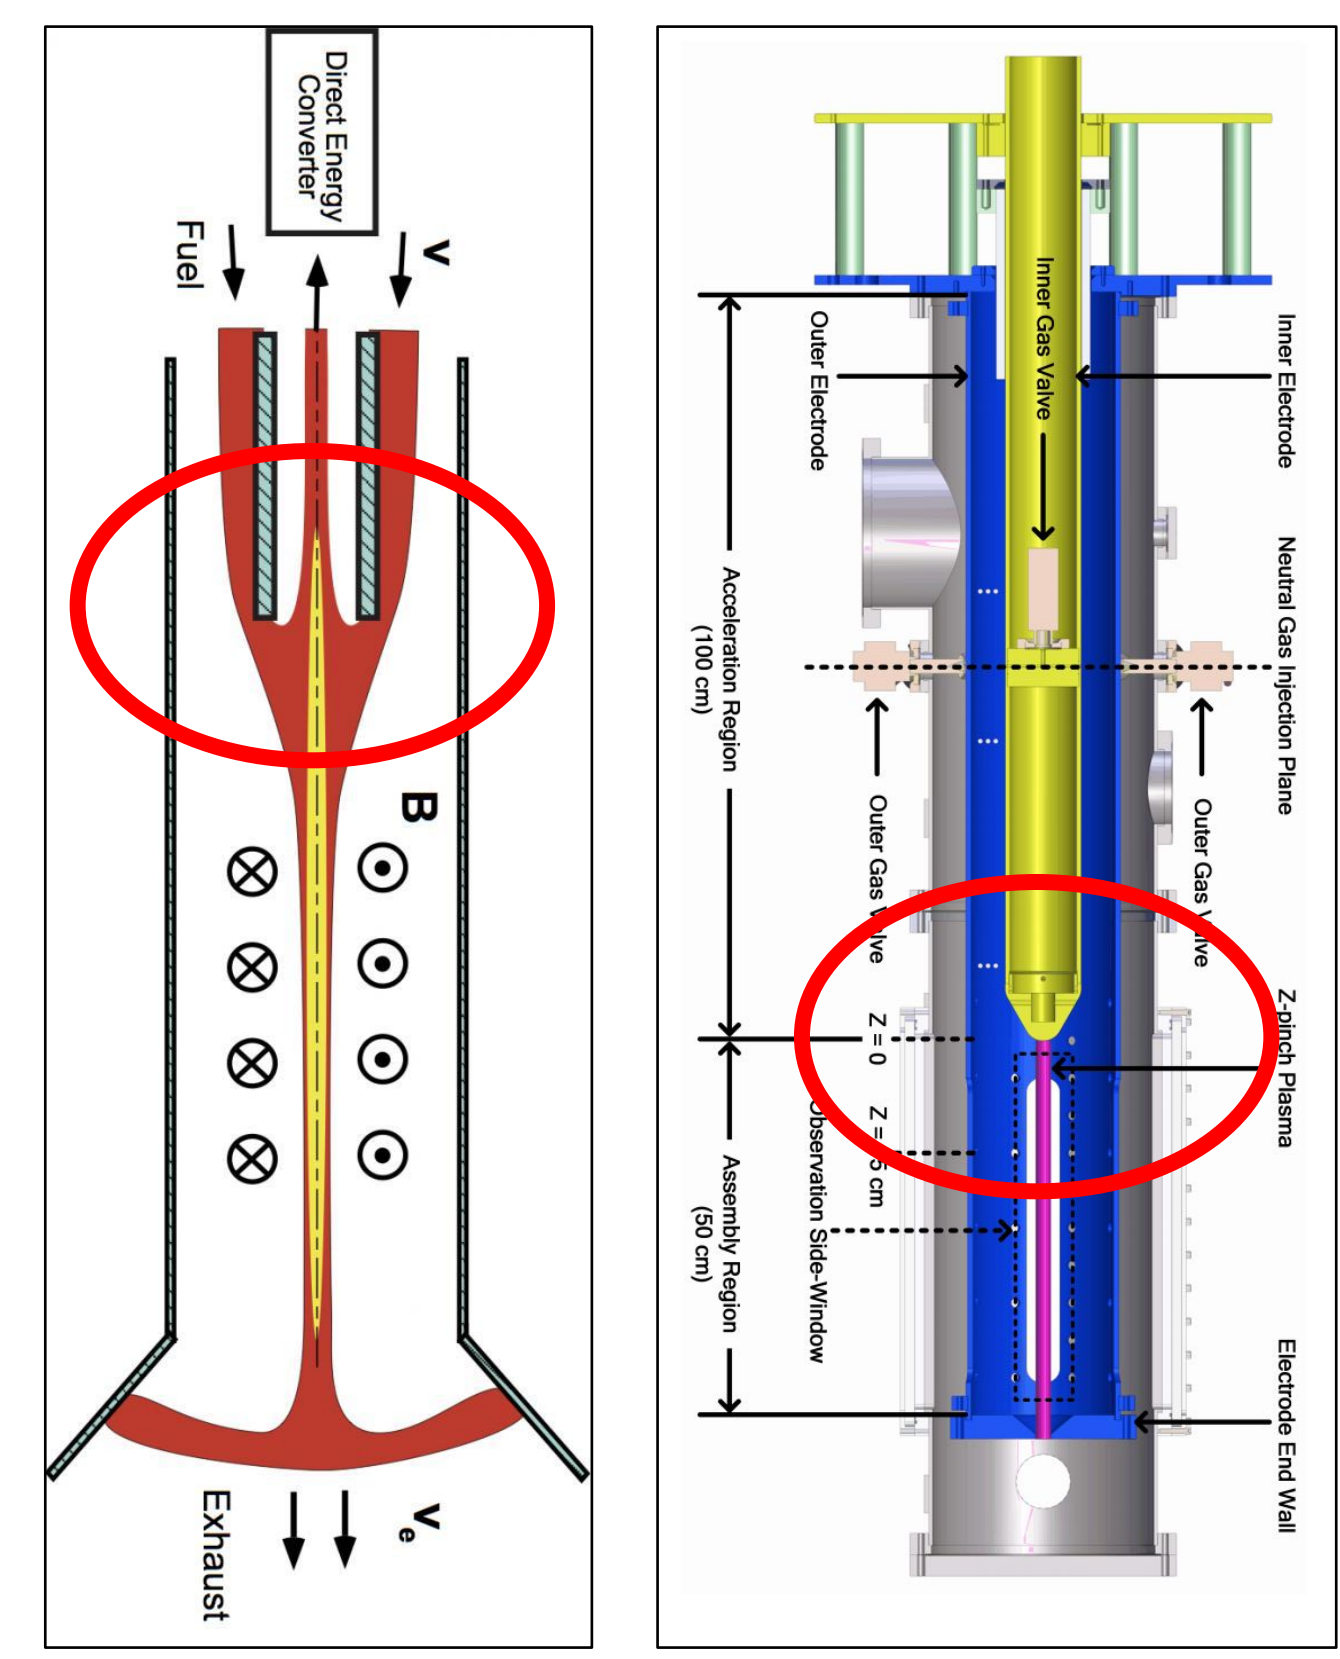 Direct Energy
Converter
Fuel
v
B
Exhaust
v
e
Inner Gas Valve
Outer Electrode
Inner Electrode
Neutral Gas Injection Plane
Acceleration Region
(100 cm)
Outer Gas Valve
Outer Gas Valve
Z-pinch Plasma
Z = 0
Z = 15 cm
Observation Side-Window
Assembly Region
(50 cm)
Electrode End Wall